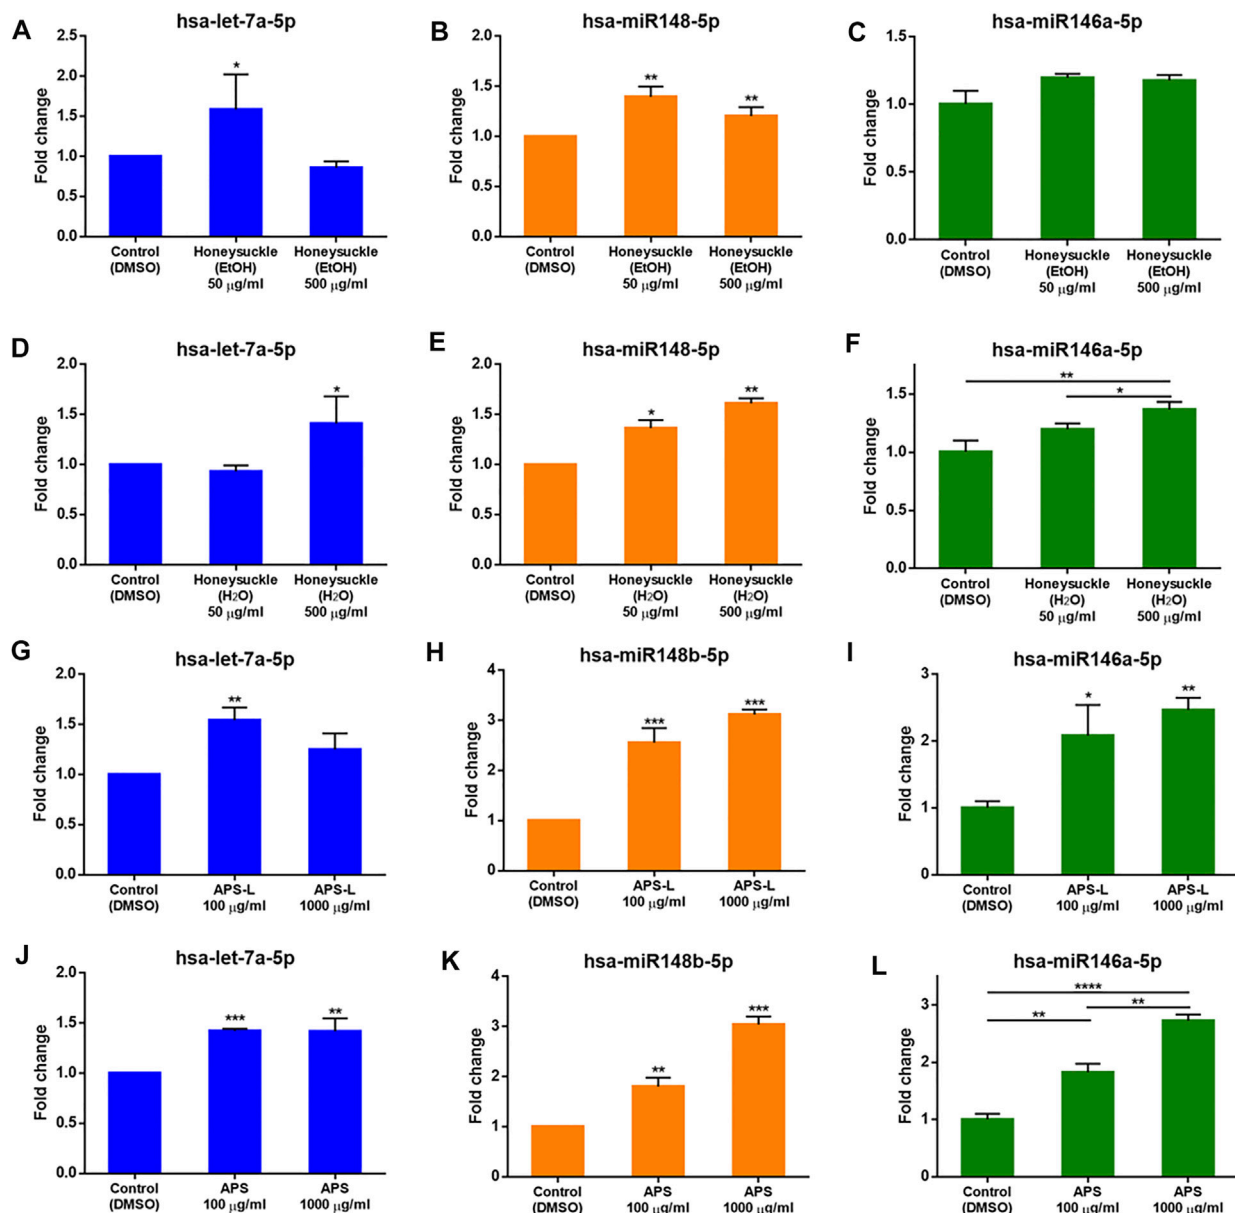 A
hsa-let-7a-5p
Fold change
2.5
2.0
1.5
1.0
0.5
0.0
*
Control
(DMSO)
Honeysuckle
(EtOH)
50 μg/ml
Honeysuckle
(EtOH)
500 μg/ml
B
hsa-miR148-5p
Fold change
2.0
1.5
1.0
0.5
0.0
**
**
Control
(DMSO)
Honeysuckle
(EtOH)
50 μg/ml
Honeysuckle
(EtOH)
500 μg/ml
C
hsa-miR146a-5p
Fold change
1.5
1.0
0.5
0.0
Control
(DMSO)
Honeysuckle
(EtOH)
50 μg/ml
Honeysuckle
(EtOH)
500 μg/ml
D
hsa-let-7a-5p
Fold change
2.0
1.5
1.0
0.5
0.0
*
Control
(DMSO)
Honeysuckle
(H2O)
50 μg/ml
Honeysuckle
(H2O)
500 μg/ml
E
hsa-miR148-5p
Fold change
2.0
1.5
1.0
0.5
0.0
*
**
Control
(DMSO)
Honeysuckle
(H2O)
50 μg/ml
Honeysuckle
(H2O)
500 μg/ml
F
hsa-miR146a-5p
Fold change
1.5
1.0
0.5
0.0
**
*
Control
(DMSO)
Honeysuckle
(H2O)
50 μg/ml
Honeysuckle
(H2O)
500 μg/ml
G
hsa-let-7a-5p
Fold change
2.0
1.5
1.0
0.5
0.0
**
Control
(DMSO)
APS-L
100 μg/ml
APS-L
1000 μg/ml
H
hsa-miR148b-5p
Fold change
4
3
2
1
0
***
***
Control
(DMSO)
APS-L
100 μg/ml
APS-L
1000 μg/ml
I
hsa-miR146a-5p
Fold change
3
2
1
0
*
**
Control
(DMSO)
APS-L
100 μg/ml
APS-L
1000 μg/ml
J
hsa-let-7a-5p
Fold change
2.0
1.5
1.0
0.5
0.0
***
**
Control
(DMSO)
APS
100 μg/ml
APS
1000 μg/ml
K
hsa-miR148b-5p
Fold change
4
3
2
1
0
**
***
Control
(DMSO)
APS
100 μg/ml
APS
1000 μg/ml
L
hsa-miR146a-5p
Fold change
3
2
1
0
****
**
**
Control
(DMSO)
APS
100 μg/ml
APS
1000 μg/ml